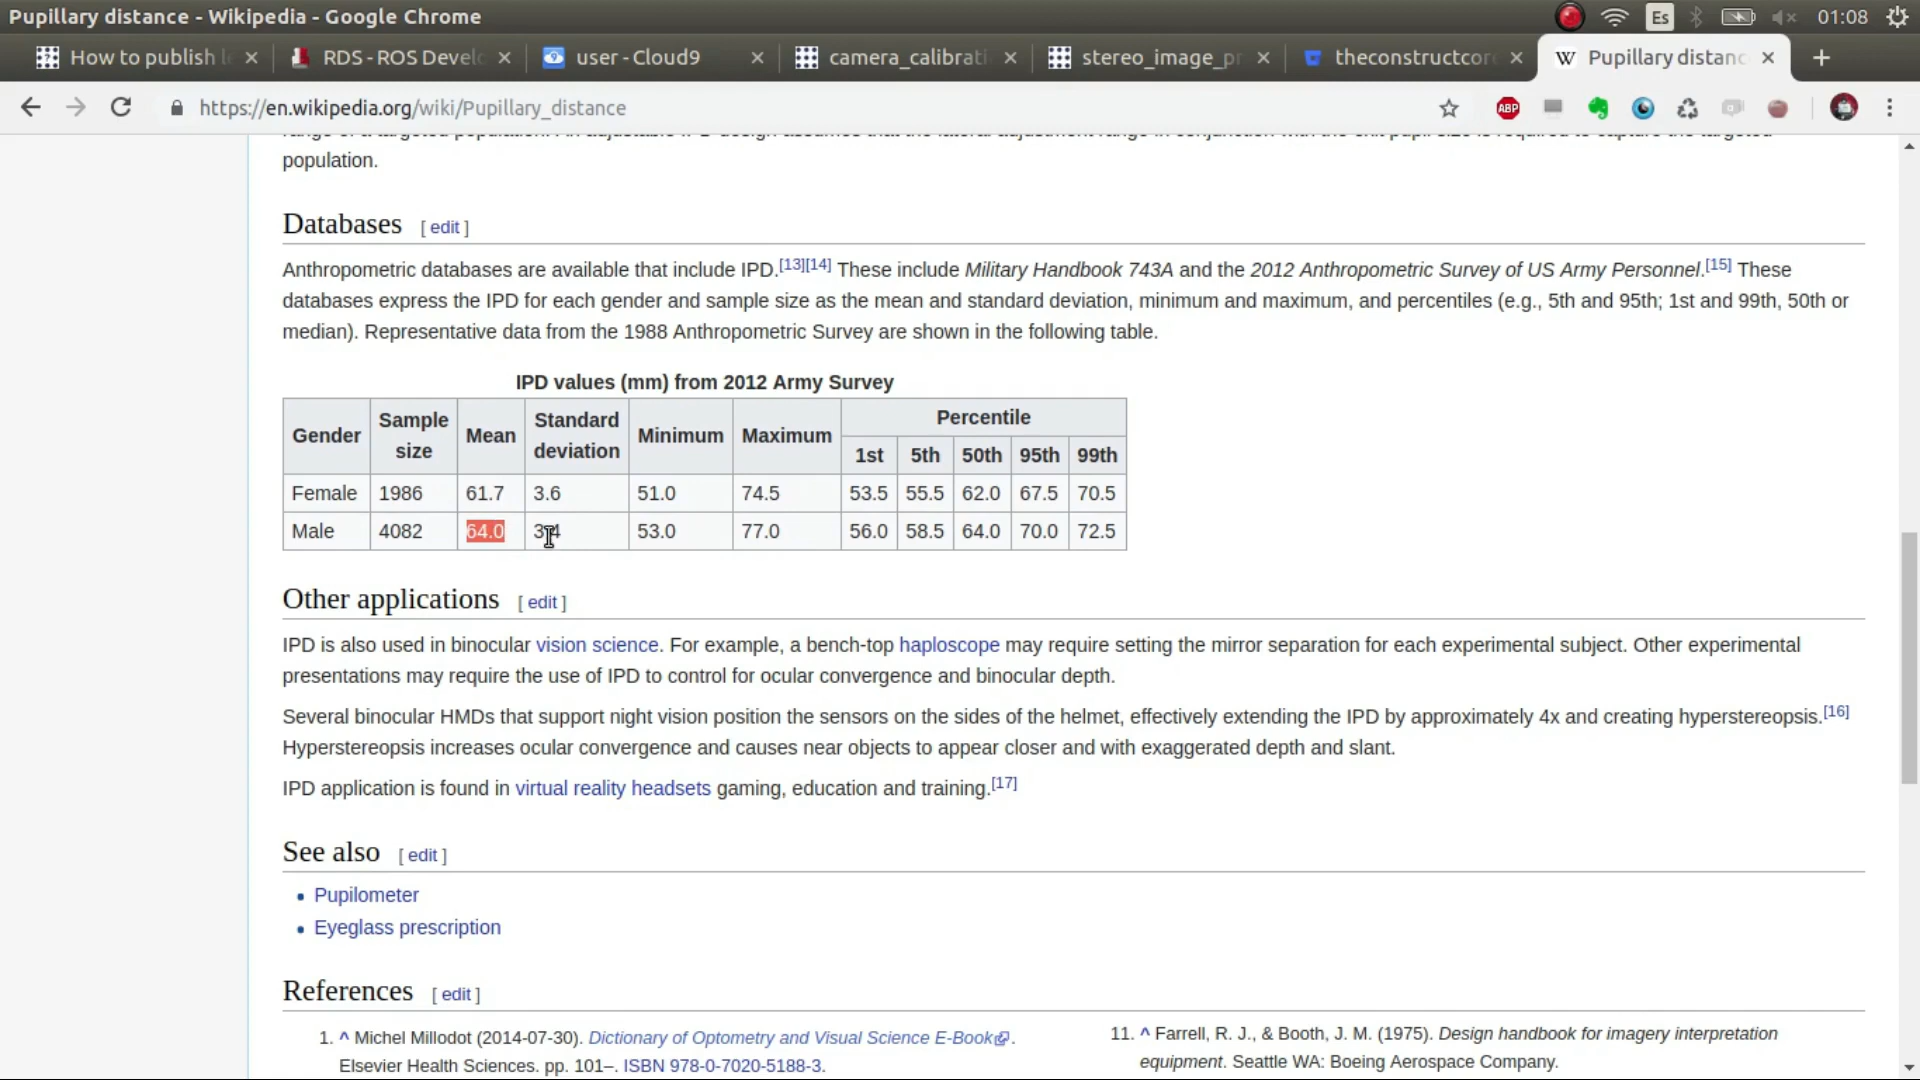 Pupillary distance - Wikipedia - Google Chrome
Es
01:08
How to publish
RDS - ROS Develo
user - Cloud9
camera_calibrati
stereo_image_pr
theconstructcor
W Pupillary distanc
https://en.wikipedia.org/wiki/Pupillary_distance
ABP
population.
Databases [ edit ]
Anthropometric databases are available that include IPD.[13][14] These include Military Handbook 743A and the 2012 Anthropometric Survey of US Army Personnel.[15] These
databases express the IPD for each gender and sample size as the mean and standard deviation, minimum and maximum, and percentiles (e.g., 5th and 95th; 1st and 99th, 50th or
median). Representative data from the 1988 Anthropometric Survey are shown in the following table.
IPD values (mm) from 2012 Army Survey
Gender Sample size Mean Standard deviation Minimum Maximum Percentile
1st 5th 50th 95th 99th
Female 1986 61.7 3.6 51.0 74.5 53.5 55.5 62.0 67.5 70.5
Male 4082 64.0 3.4 53.0 77.0 56.0 58.5 64.0 70.0 72.5
Other applications [ edit ]
IPD is also used in binocular vision science. For example, a bench-top haploscope may require setting the mirror separation for each experimental subject. Other experimental
presentations may require the use of IPD to control for ocular convergence and binocular depth.
Several binocular HMDs that support night vision position the sensors on the sides of the helmet, effectively extending the IPD by approximately 4x and creating hyperstereopsis.[16]
Hyperstereopsis increases ocular convergence and causes near objects to appear closer and with exaggerated depth and slant.
IPD application is found in virtual reality headsets gaming, education and training.[17]
See also [ edit ]
• Pupilometer
• Eyeglass prescription
References [ edit ]
1. ^ Michel Millodot (2014-07-30). Dictionary of Optometry and Visual Science E-Book.
Elsevier Health Sciences. pp. 101–. ISBN 978-0-7020-5188-3.
11. ^ Farrell, R. J., & Booth, J. M. (1975). Design handbook for imagery interpretation
equipment. Seattle WA: Boeing Aerospace Company.